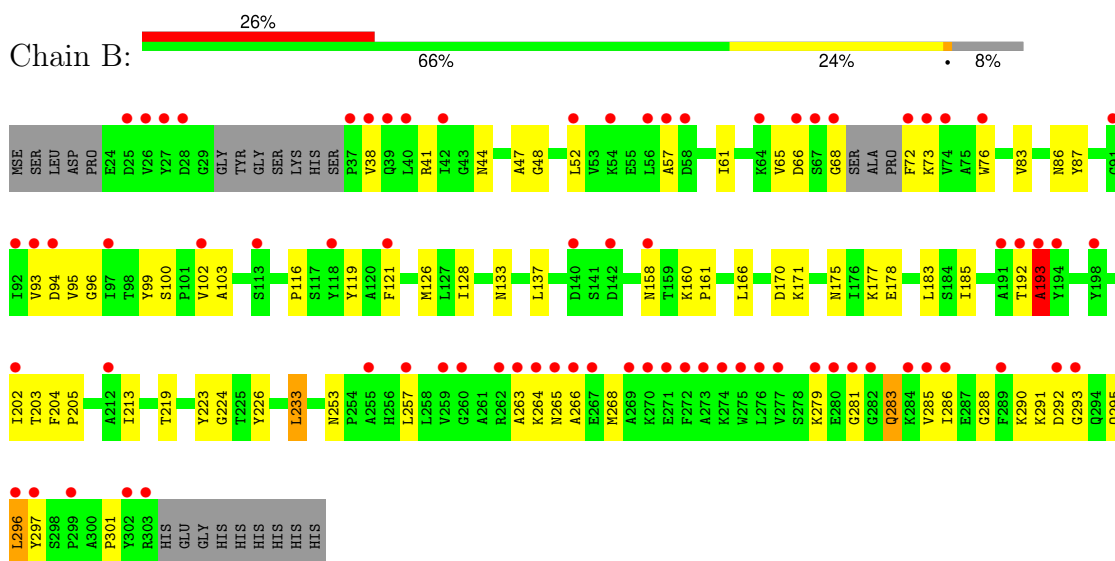 26%
Chain B:
66% 24% • 8%
MSE SER LEU ASP PRO E24 D25 V26 Y27 D28 G29 GLY TYR GLY SER LYS HIS SER P37 V38 Q39 L40 R41 I42 G43 N44 A47 G48 L52 V53 K54 E55 L56 A57 D58 I61 K64 V65 D66 S67 G68 SER ALA PRO F72 K73 V74 A75 W76 V83 N86 Y87
I92 V93 D94 V95 G96 I97 T98 Y99 S100 P101 V102 A103 S113 P116 S117 Y118 Y119 A120 F121 M126 L127 I128 N133 L137 D140 S141 D142 N158 T159 K160 P161 L166 D170 K171 N175 I176 K177 E178 L183 S184 I185 A191 T192 A193 Y194 Y198
I202 T203 F204 P205 A212 I213 T219 Y223 G224 T225 Y226 L233 N253 P254 A255 H256 L257 L258 V259 G260 A261 R262 A263 K264 N265 A266 E267 M268 A269 K270 E271 F272 A273 K274 W275 L276 V277 S278 K279 E280 G281 G282 Q283 K284 V285 I286 E287 G288 F289 K290 K291 D292 G293 Q294
L296 Y297 S298 P299 A300 P301 Y302 R303 HIS GLU GLY HIS HIS HIS HIS HIS HIS